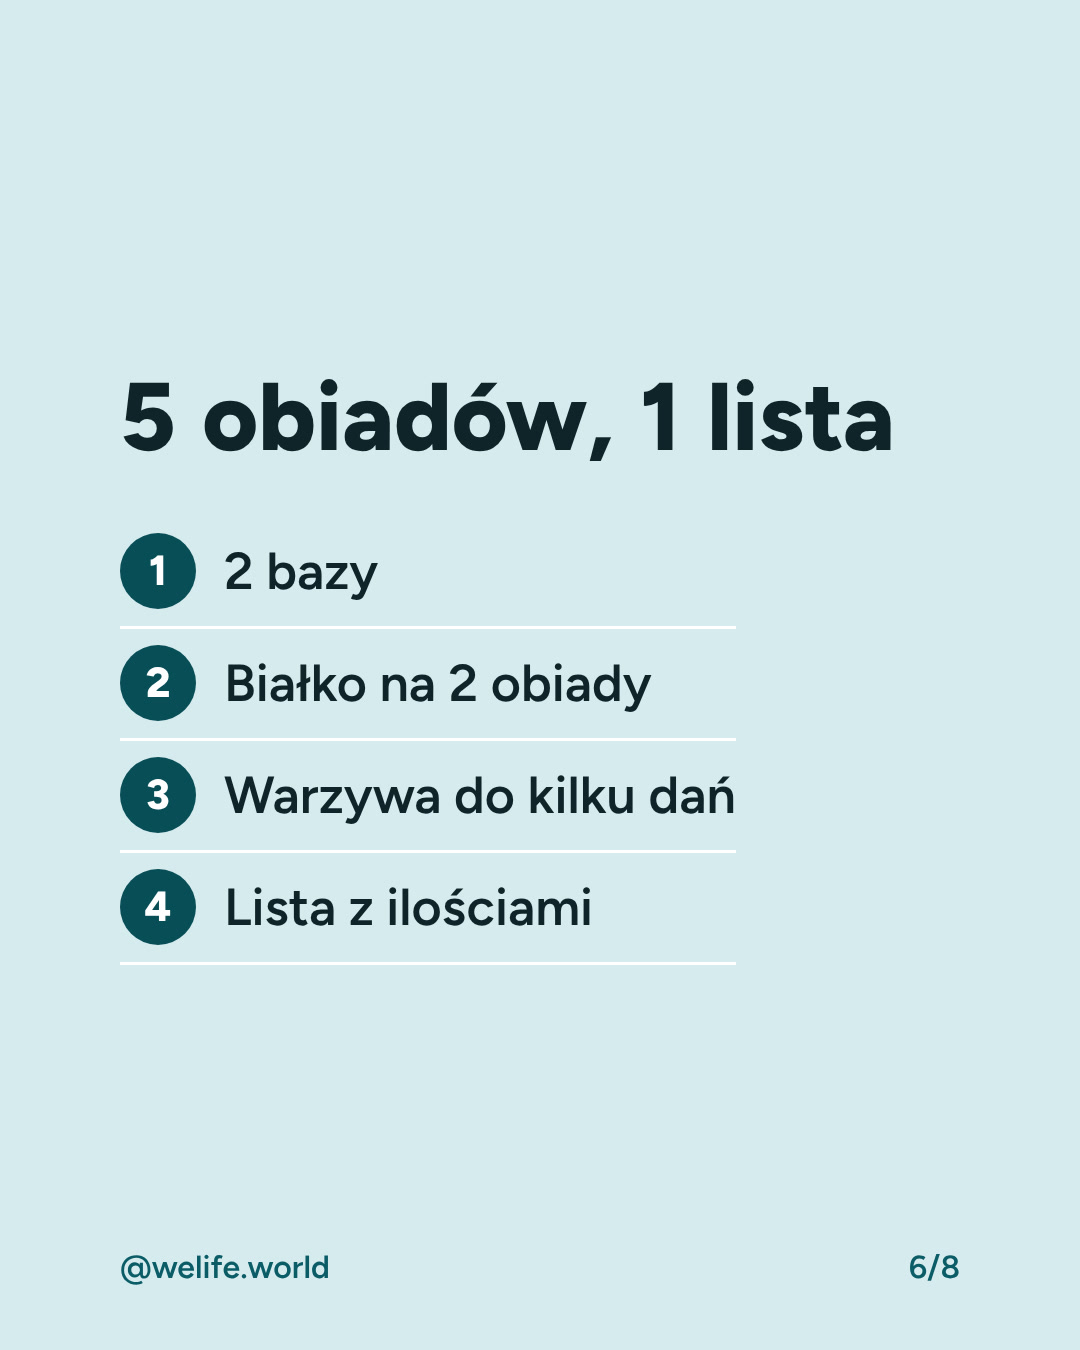 5 obiadów, 1 lista
1 2 bazy
2 Białko na 2 obiady
3 Warzywa do kilku dań
4 Lista z ilościami
@welife.world 6/8